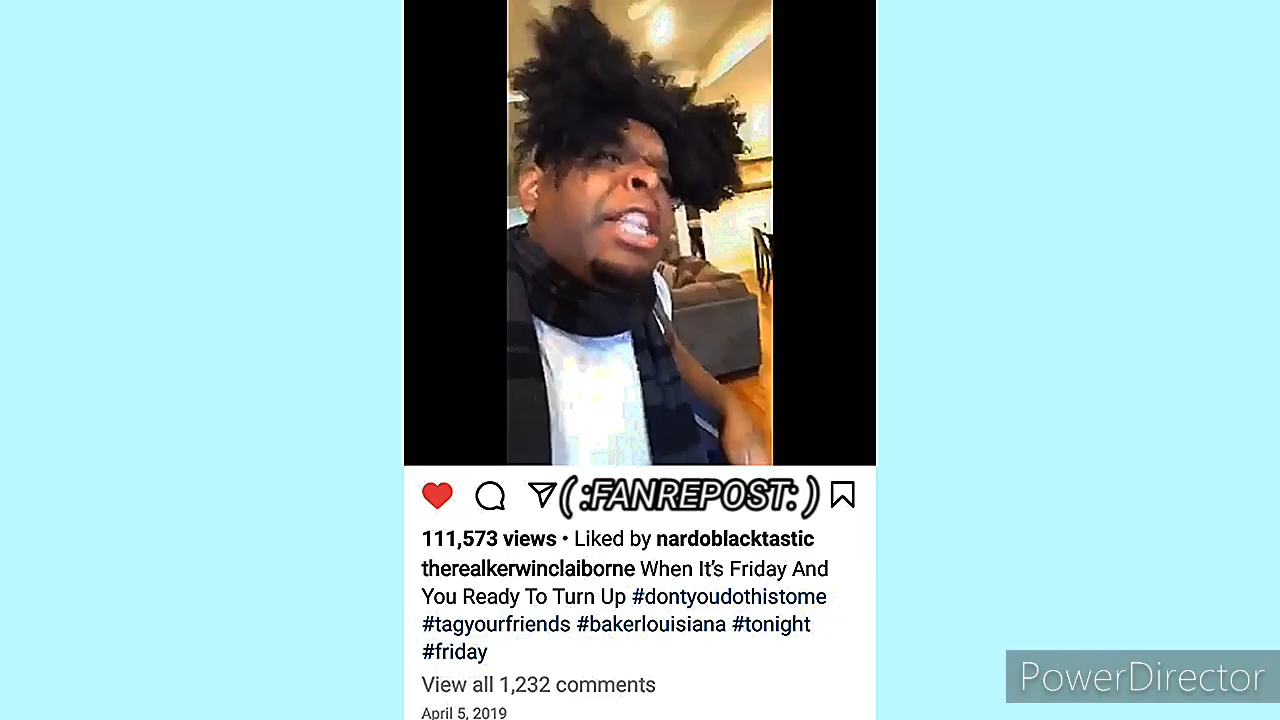 ( :FANREPOST: )
111,573 views • Liked by nardoblacktastic
therealkerwinclaiborne When It's Friday And
You Ready To Turn Up #dontyoudothistome
#tagyourfriends #bakerlouisiana #tonight
#friday
View all 1,232 comments
April 5, 2019
PowerDirector